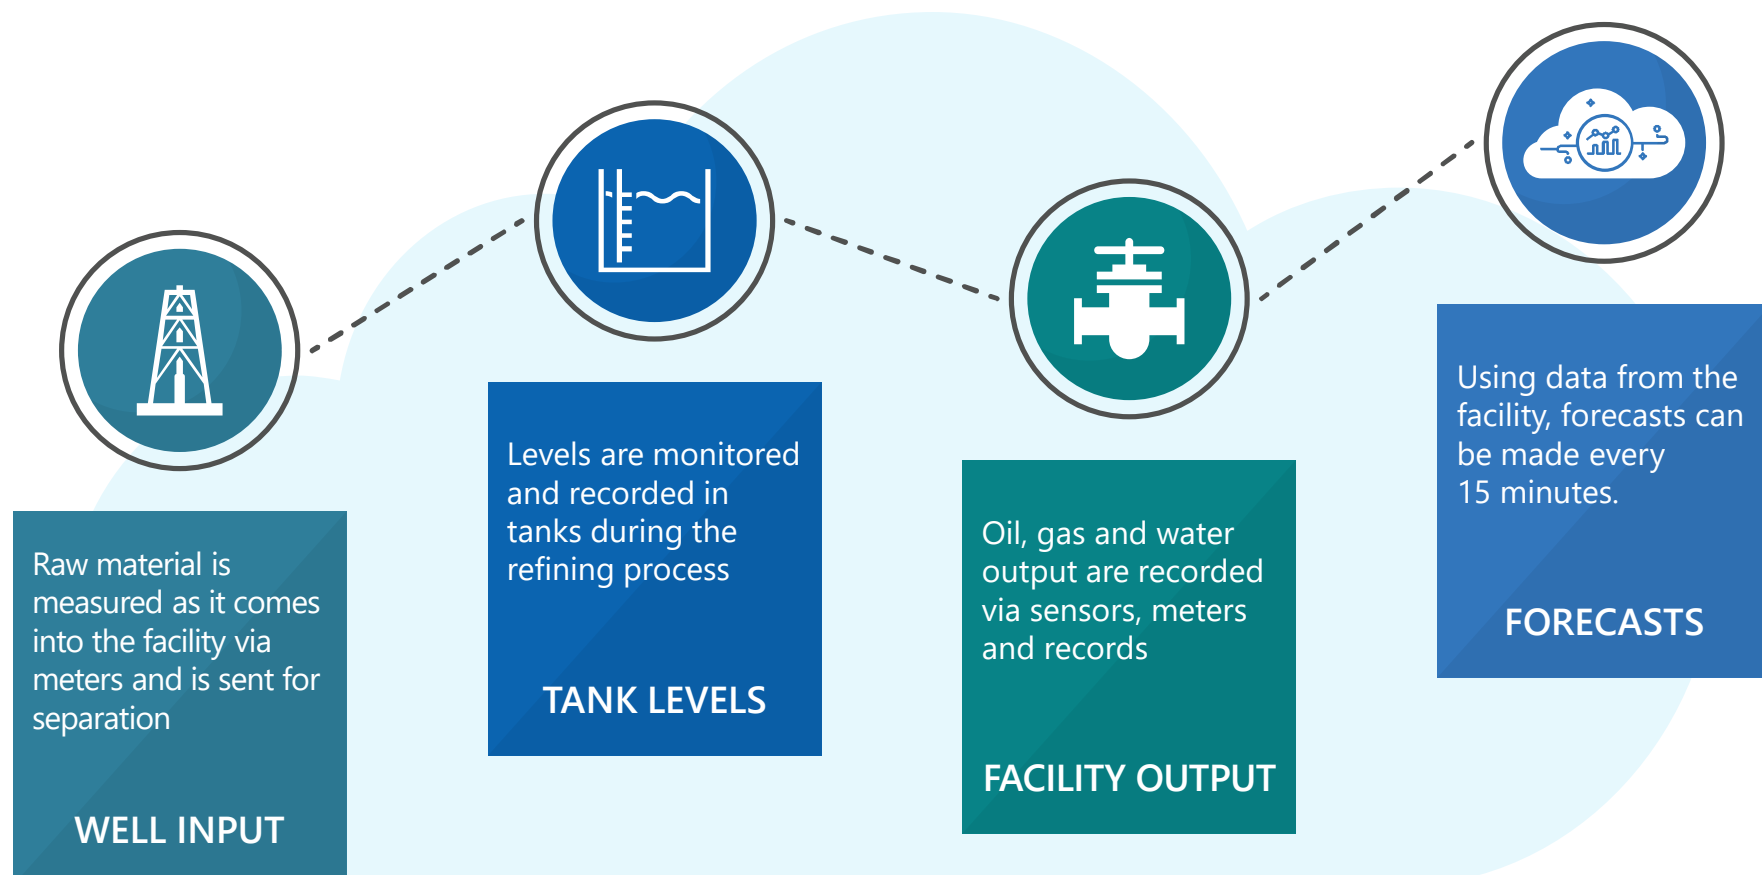 Raw material is
measured as it comes
into the facility via
meters and is sent for
separation
WELL INPUT
Levels are monitored
and recorded in
tanks during the
refining process
TANK LEVELS
Oil, gas and water
output are recorded
via sensors, meters
and records
FACILITY OUTPUT
Using data from the
facility, forecasts can
be made every
15 minutes.
FORECASTS